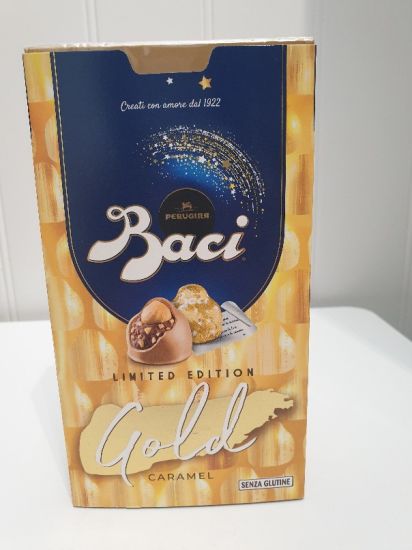 Creati con amore dal 1922
PERUGINA
Baci
LIMITED EDITION
Gold
CARAMEL
SENZA GLUTINE